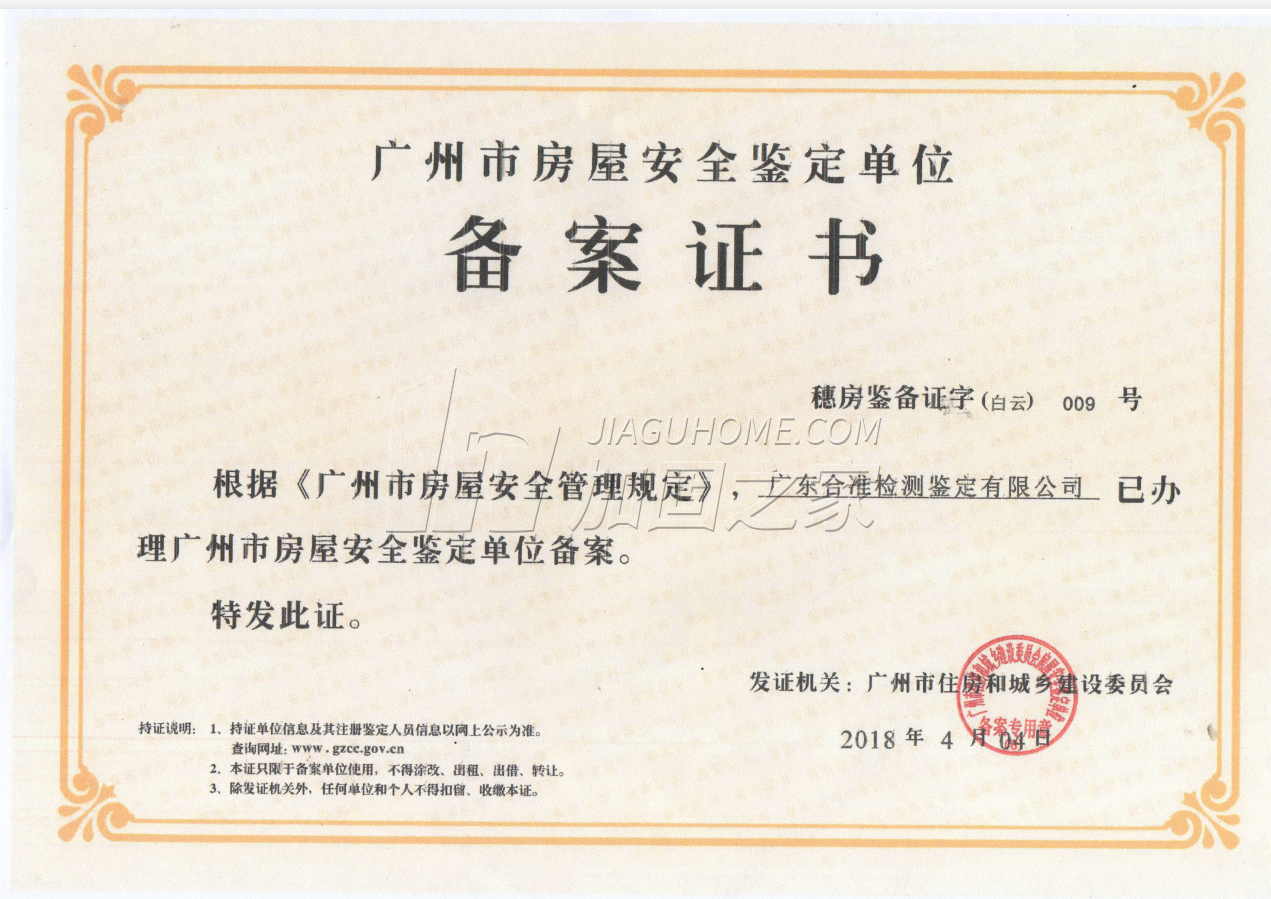 广州市房屋安全鉴定单位
备案证书
穗房鉴备证字(白云) 009 号
JIAGUHOME.COM
加固之家
根据《广州市房屋安全管理规定》，广东合准检测鉴定有限公司 已办
理广州市房屋安全鉴定单位备案。
特发此证。
发证机关：广州市住房和城乡建设委员会
备案专用章
2018 年 4 月 04 日
持证说明： 1、持证单位信息及其注册鉴定人员信息以网上公示为准。
查询网址：www.gzcc.gov.cn
2、本证只限于备案单位使用，不得涂改、出租、出借、转让。
3、除发证机关外，任何单位和个人不得扣留、收缴本证。